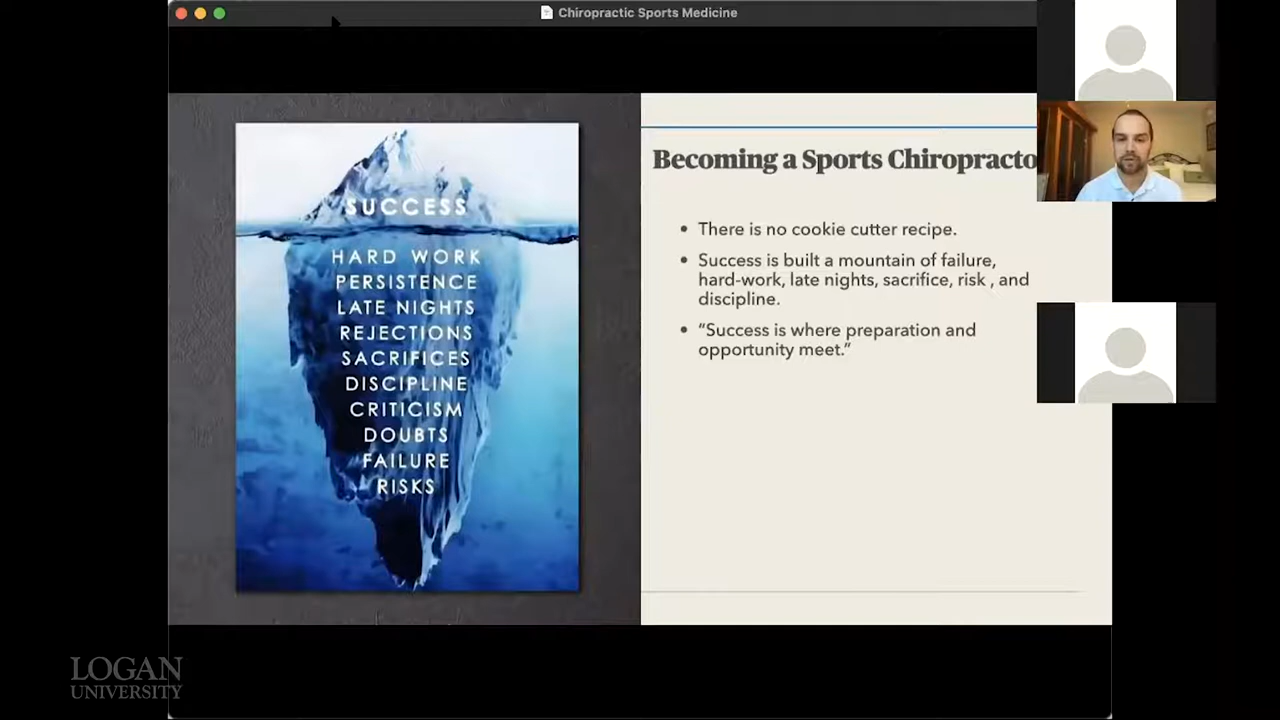 Chiropractic Sports Medicine
SUCCESS
HARD WORK
PERSISTENCE
LATE NIGHTS
REJECTIONS
SACRIFICES
DISCIPLINE
CRITICISM
DOUBTS
FAILURE
RISKS
Becoming a Sports Chiropracto
• There is no cookie cutter recipe.
• Success is built a mountain of failure,
hard-work, late nights, sacrifice, risk , and
discipline.
• “Success is where preparation and
opportunity meet.”
LOGAN
UNIVERSITY